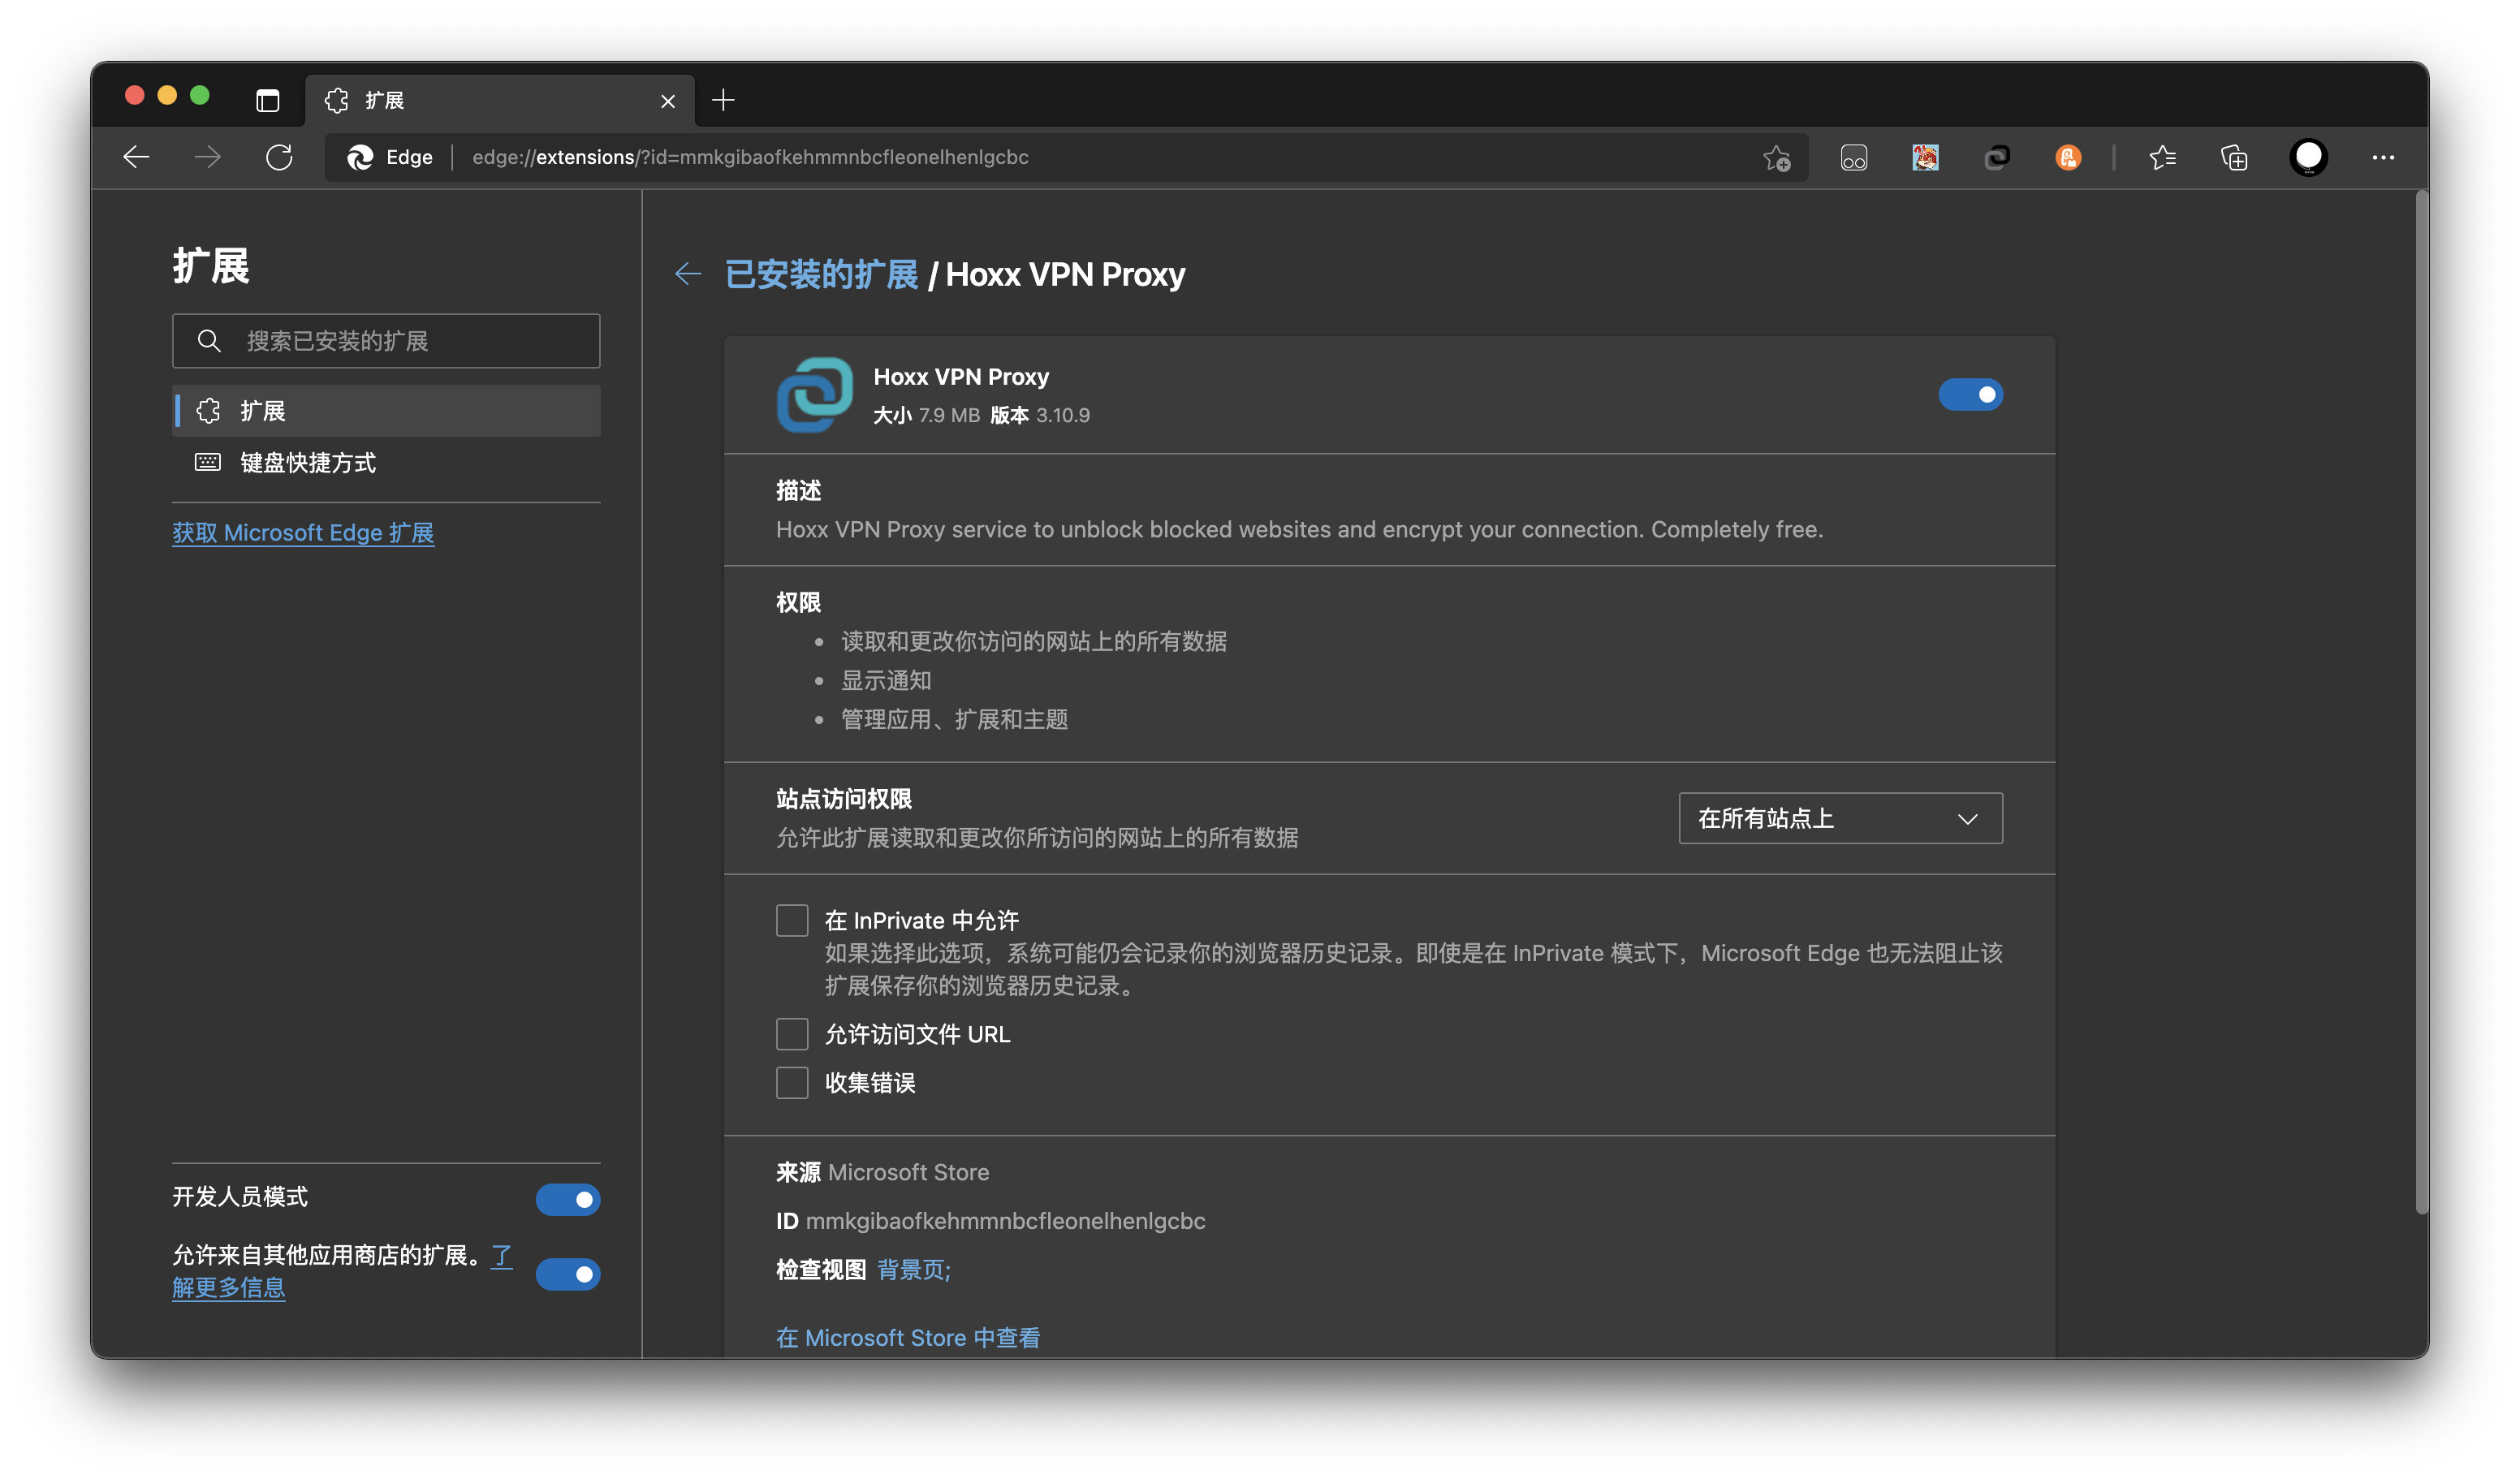 扩展
Edge
edge://extensions/?id=mmkgibaofkehmmnbcfleonelhenlgcbc
扩展
搜索已安装的扩展
扩展
键盘快捷方式
获取 Microsoft Edge 扩展
开发人员模式
允许来自其他应用商店的扩展。了
解更多信息
已安装的扩展 / Hoxx VPN Proxy
Hoxx VPN Proxy
大小 7.9 MB 版本 3.10.9
描述
Hoxx VPN Proxy service to unblock blocked websites and encrypt your connection. Completely free.
权限
读取和更改你访问的网站上的所有数据
显示通知
管理应用、扩展和主题
站点访问权限
允许此扩展读取和更改你所访问的网站上的所有数据
在所有站点上
在 InPrivate 中允许
如果选择此选项，系统可能仍会记录你的浏览器历史记录。即使是在 InPrivate 模式下，Microsoft Edge 也无法阻止该
扩展保存你的浏览器历史记录。
允许访问文件 URL
收集错误
来源 Microsoft Store
ID mmkgibaofkehmmnbcfleonelhenlgcbc
检查视图 背景页;
在 Microsoft Store 中查看